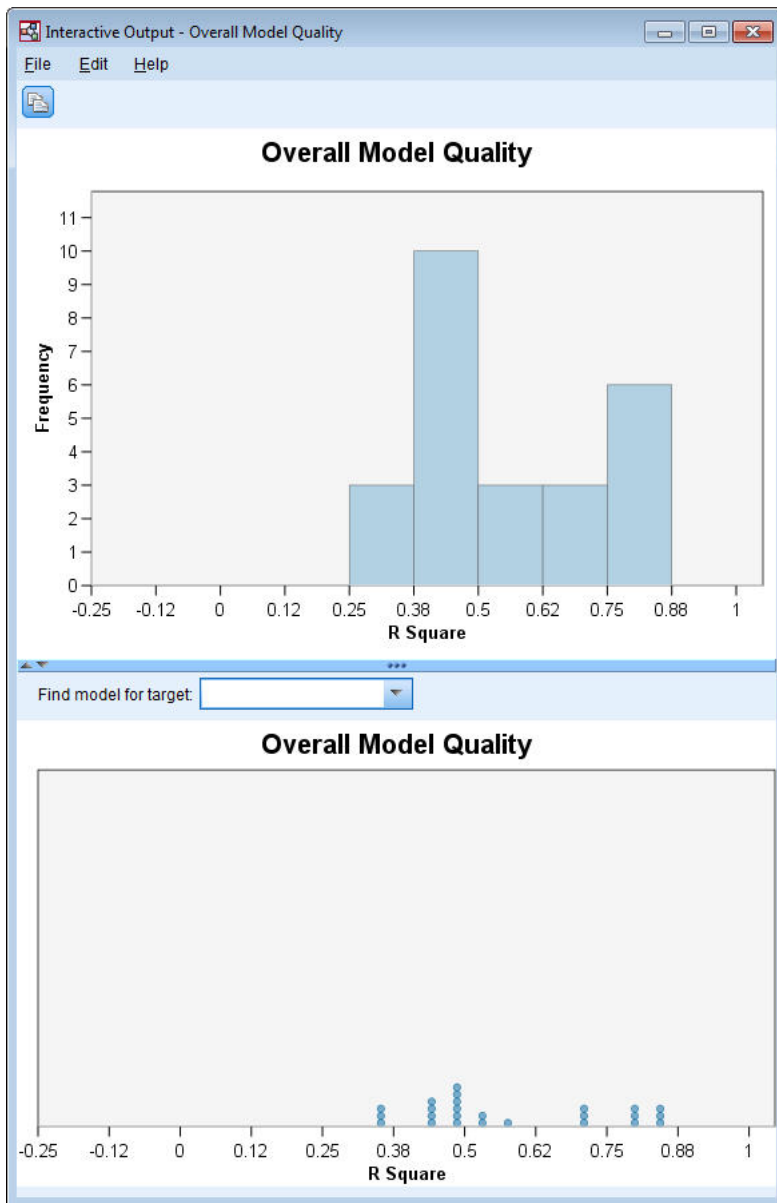 Interactive Output - Overall Model Quality
File Edit Help
Overall Model Quality
11
10
9
8
7
6
5
4
3
2
1
0
Frequency
-0.25 -0.12 0 0.12 0.25 0.38 0.5 0.62 0.75 0.88 1
R Square
Find model for target:
Overall Model Quality
-0.25 -0.12 0 0.12 0.25 0.38 0.5 0.62 0.75 0.88 1
R Square